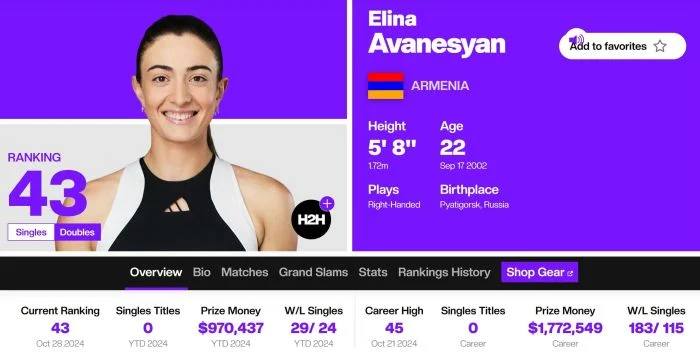 Elina
Avanesyan
Add to favorites
ARMENIA
Height
Age
5' 8"
22
1.72m
Sep 17 2002
Plays
Birthplace
Right-Handed
Pyatigorsk, Russia
RANKING
43
Singles
Doubles
H2H
+
Overview Bio Matches Grand Slams Stats Rankings History Shop Gear
Current Ranking Singles Titles Prize Money W/L Singles Career High Singles Titles Prize Money W/L Singles
43 0 $970,437 29/ 24 45 0 $1,772,549 183/ 115
Oct 28 2024 YTD 2024 YTD 2024 YTD 2024 Oct 21 2024 Career Career Career